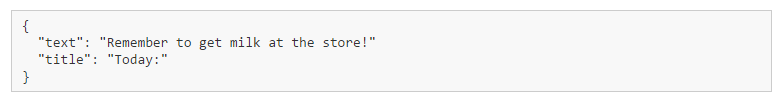 {
  "text": "Remember to get milk at the store!"
  "title": "Today:"
}